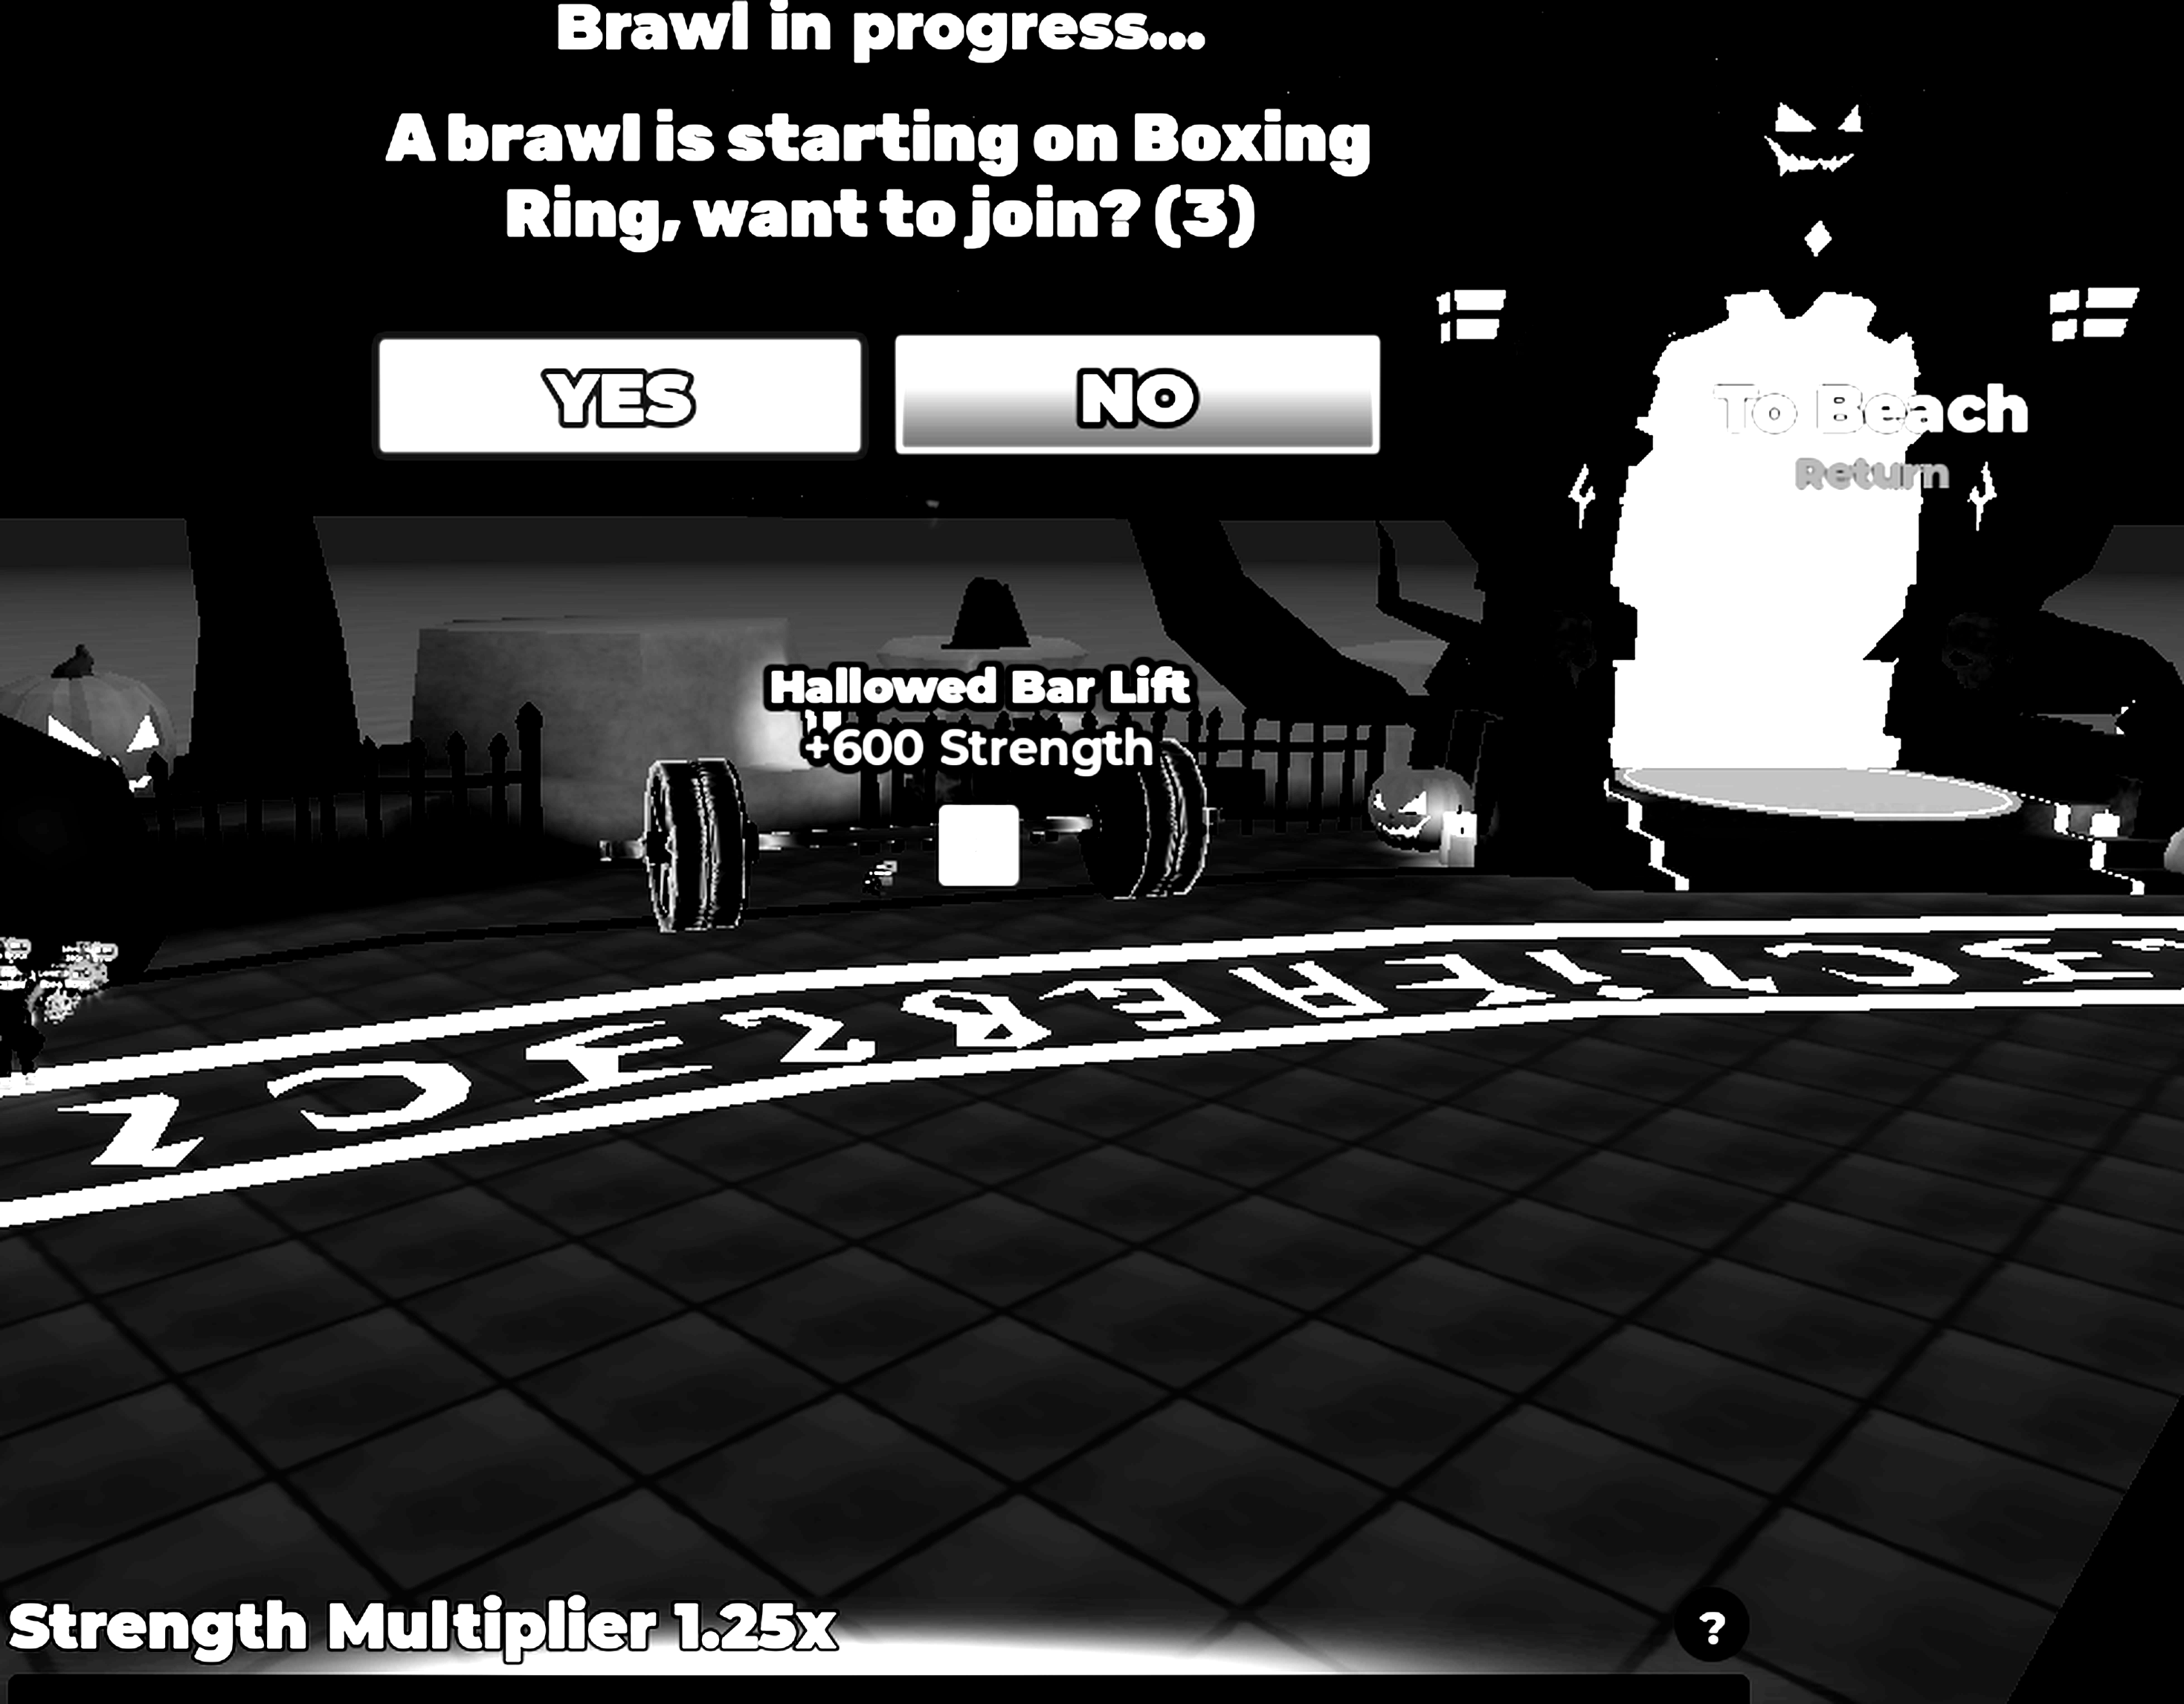 Brawl in progress...
A brawl is starting on Boxing
Ring, want to join? (3)
YES
NO
To Beach
Return
Hallowed Bar Lift
+600 Strength
Strength Multiplier 1.25x
?